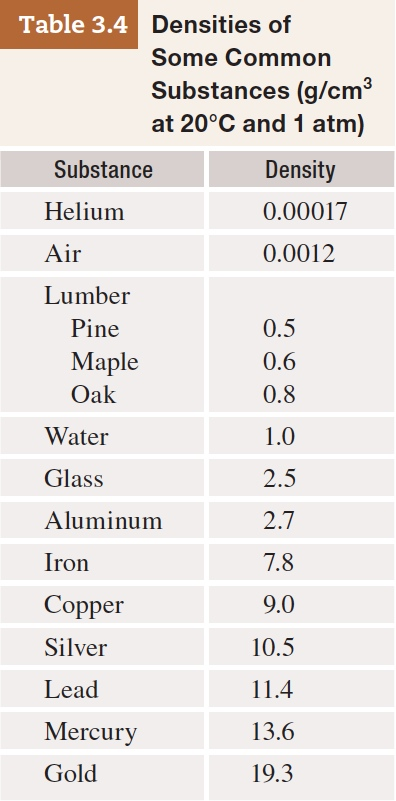 Table 3.4
Densities of
Some Common
Substances (g/cm³
at 20°C and 1 atm)
Substance Density
Helium 0.00017
Air 0.0012
Lumber
Pine 0.5
Maple 0.6
Oak 0.8
Water 1.0
Glass 2.5
Aluminum 2.7
Iron 7.8
Copper 9.0
Silver 10.5
Lead 11.4
Mercury 13.6
Gold 19.3